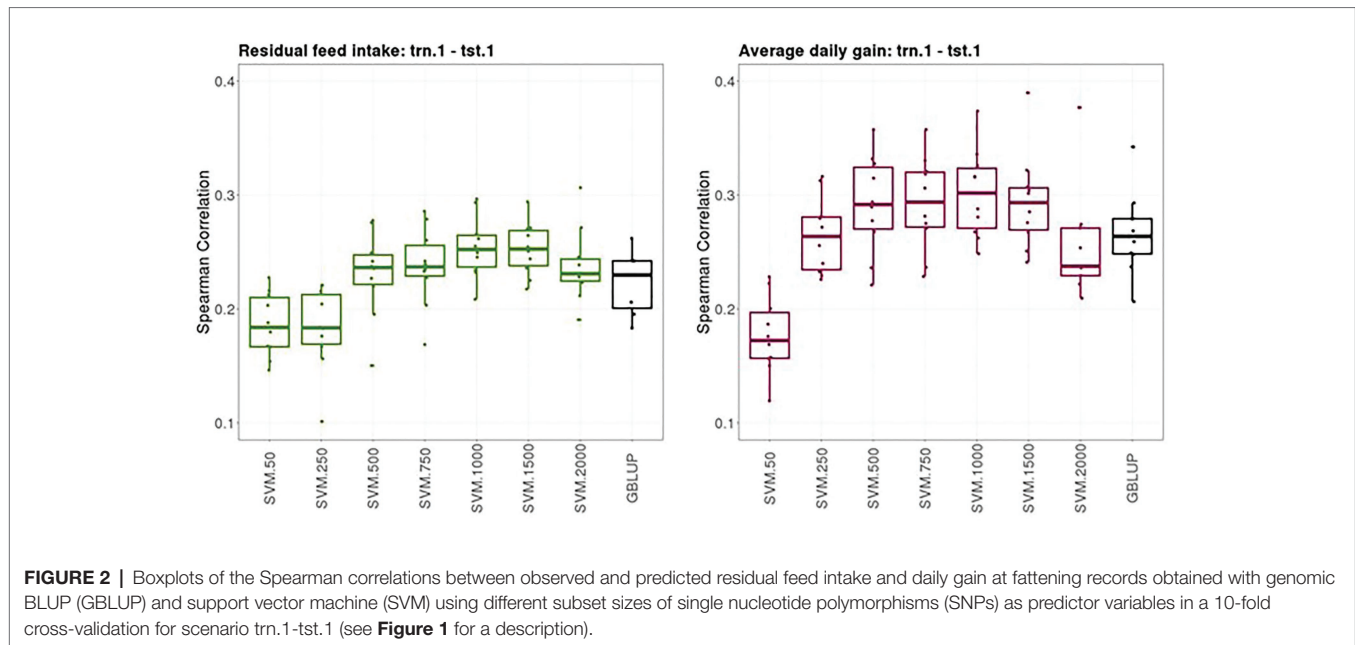 Residual feed intake: trn.1 - tst.1
Spearman Correlation
0.4
0.3
0.2
0.1
SVM.50
SVM.250
SVM.500
SVM.750
SVM.1000
SVM.1500
SVM.2000
GBLUP
Average daily gain: trn.1 - tst.1
Spearman Correlation
0.4
0.3
0.2
0.1
SVM.50
SVM.250
SVM.500
SVM.750
SVM.1000
SVM.1500
SVM.2000
GBLUP
FIGURE 2 | Boxplots of the Spearman correlations between observed and predicted residual feed intake and daily gain at fattening records obtained with genomic
BLUP (GBLUP) and support vector machine (SVM) using different subset sizes of single nucleotide polymorphisms (SNPs) as predictor variables in a 10-fold
cross-validation for scenario trn.1-tst.1 (see Figure 1 for a description).